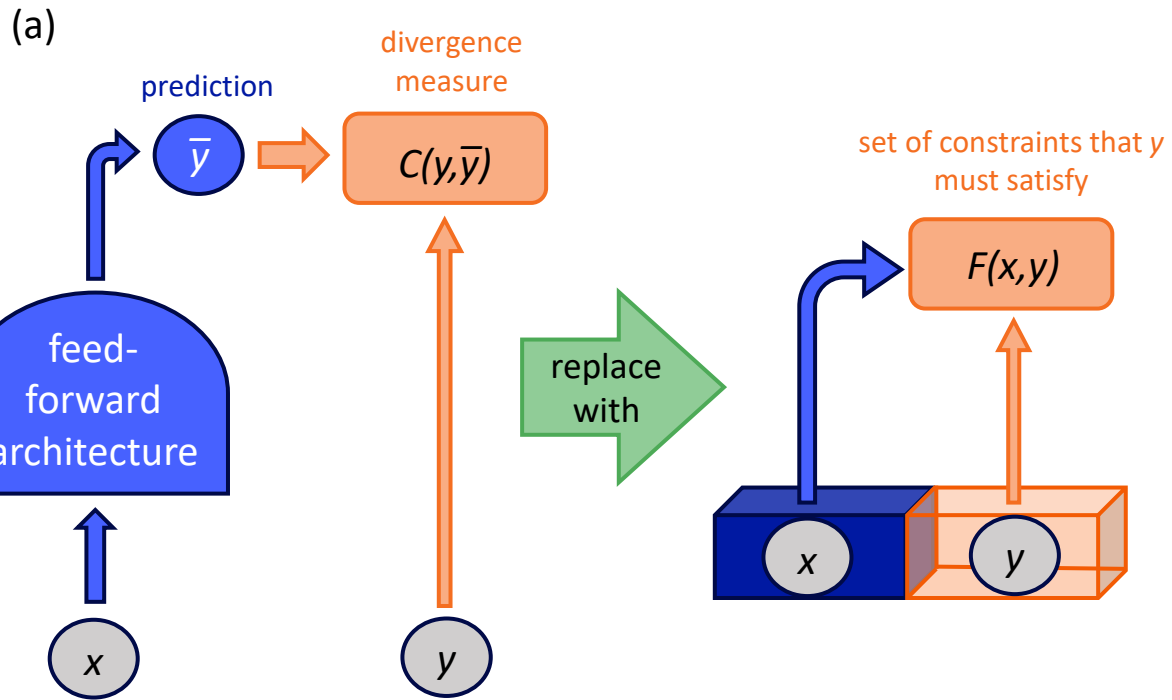 (a)
divergence
measure
prediction
ȳ
C(y,ȳ)
set of constraints that y
must satisfy
F(x,y)
feed-
forward
architecture
replace
with
x
y
x
y